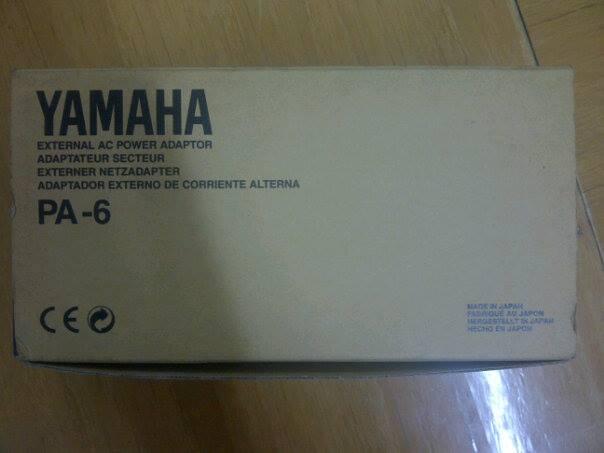 YAMAHA
EXTERNAL AC POWER ADAPTOR
ADAPTATEUR SECTEUR
EXTERNER NETZADAPTER
ADAPTADOR EXTERNO DE CORRIENTE ALTERNA
PA-6
CE
MADE IN JAPAN
FABRIQUÉ AU JAPON
HERGESTELLT IN JAPAN
HECHO EN JAPON